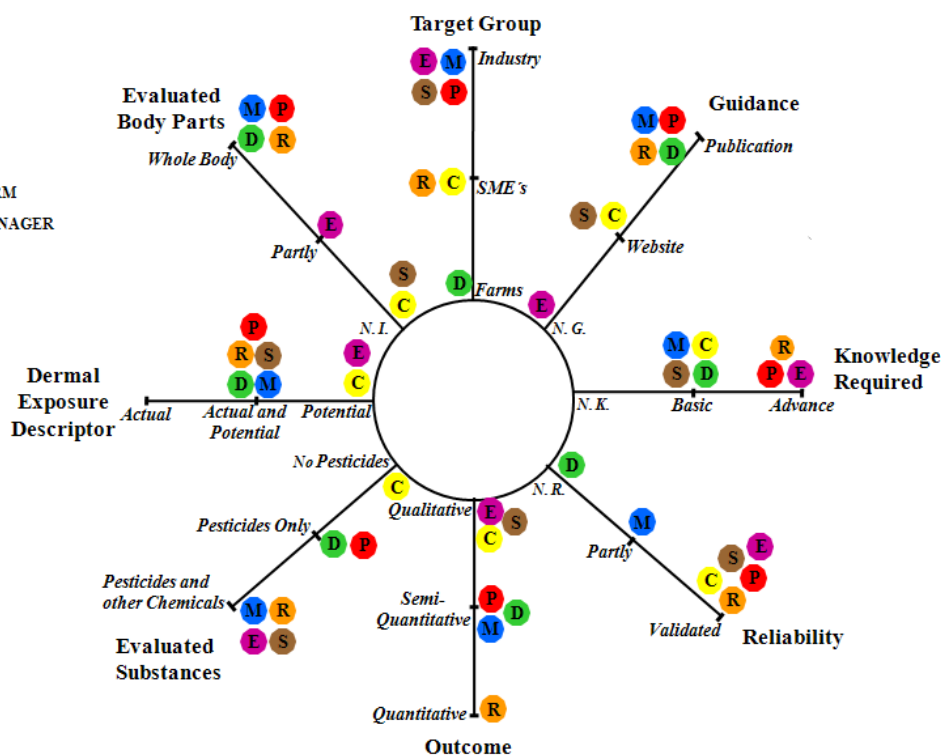 Target Group
E M
Industry
S P
R C
SME´s
D
Farms
Guidance
M P
Publication
R D
S C
Website
E
N. G.
Evaluated
Body Parts
M P
D R
Whole Body
E
Partly
S
C
N. I.
RM
NAGER
Knowledge
Required
M C
S D
Basic
R
P E
Advance
N. K.
Dermal
Exposure
Descriptor
P
R S
D M
Actual
Actual and
Potential
E
C
Potential
No Pesticides
C
Pesticides Only
D P
Pesticides and
other Chemicals
M R
E S
Evaluated
Substances
Qualitative
E S
C
Semi-
Quantitative
P D
M
Quantitative
R
Outcome
D
N. R.
M
Partly
S E
C P
R
Validated
Reliability